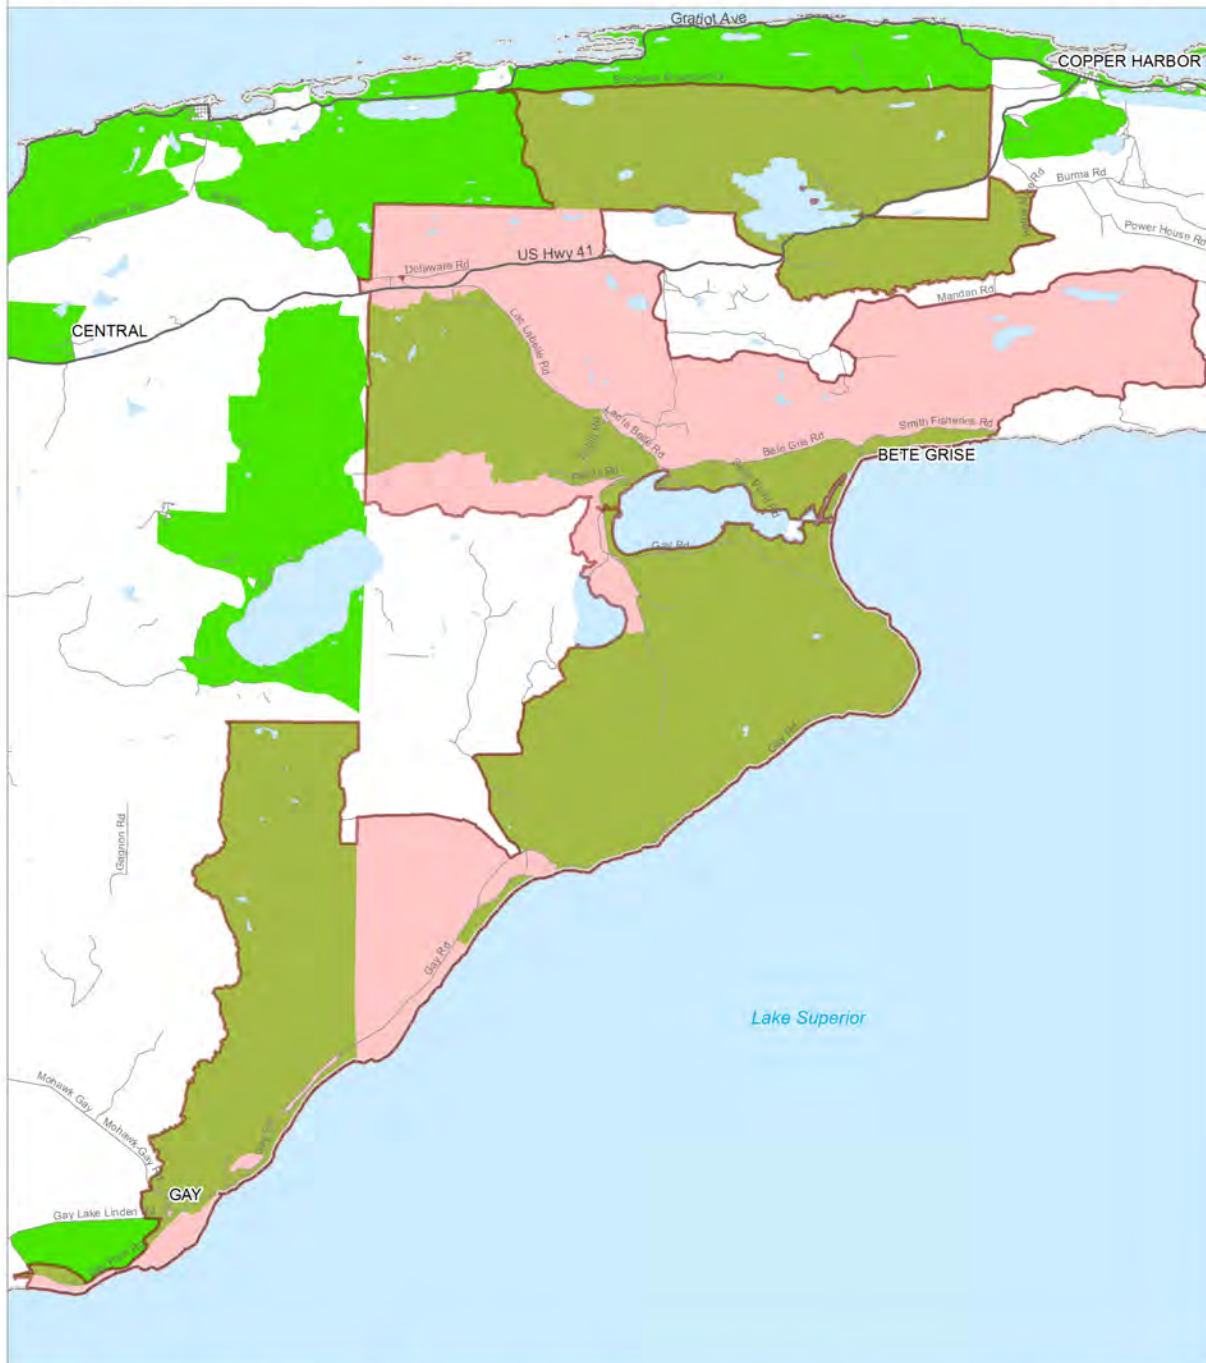 Gratiot Ave
COPPER HARBOR
Burma Rd
Power House Rd
US Hwy 41
Delaware Rd
Mandan Rd
CENTRAL
Lac Labelle Rd
Lac la Belle Rd
Smith Fisheries Rd
Bete Gris Rd
BETE GRISE
Gay Rd
Gay Rd
Gagnon Rd
Gay Rd
Lake Superior
Mohawk Gay
Mohawk-Gay
GAY
Gay Lake Linden